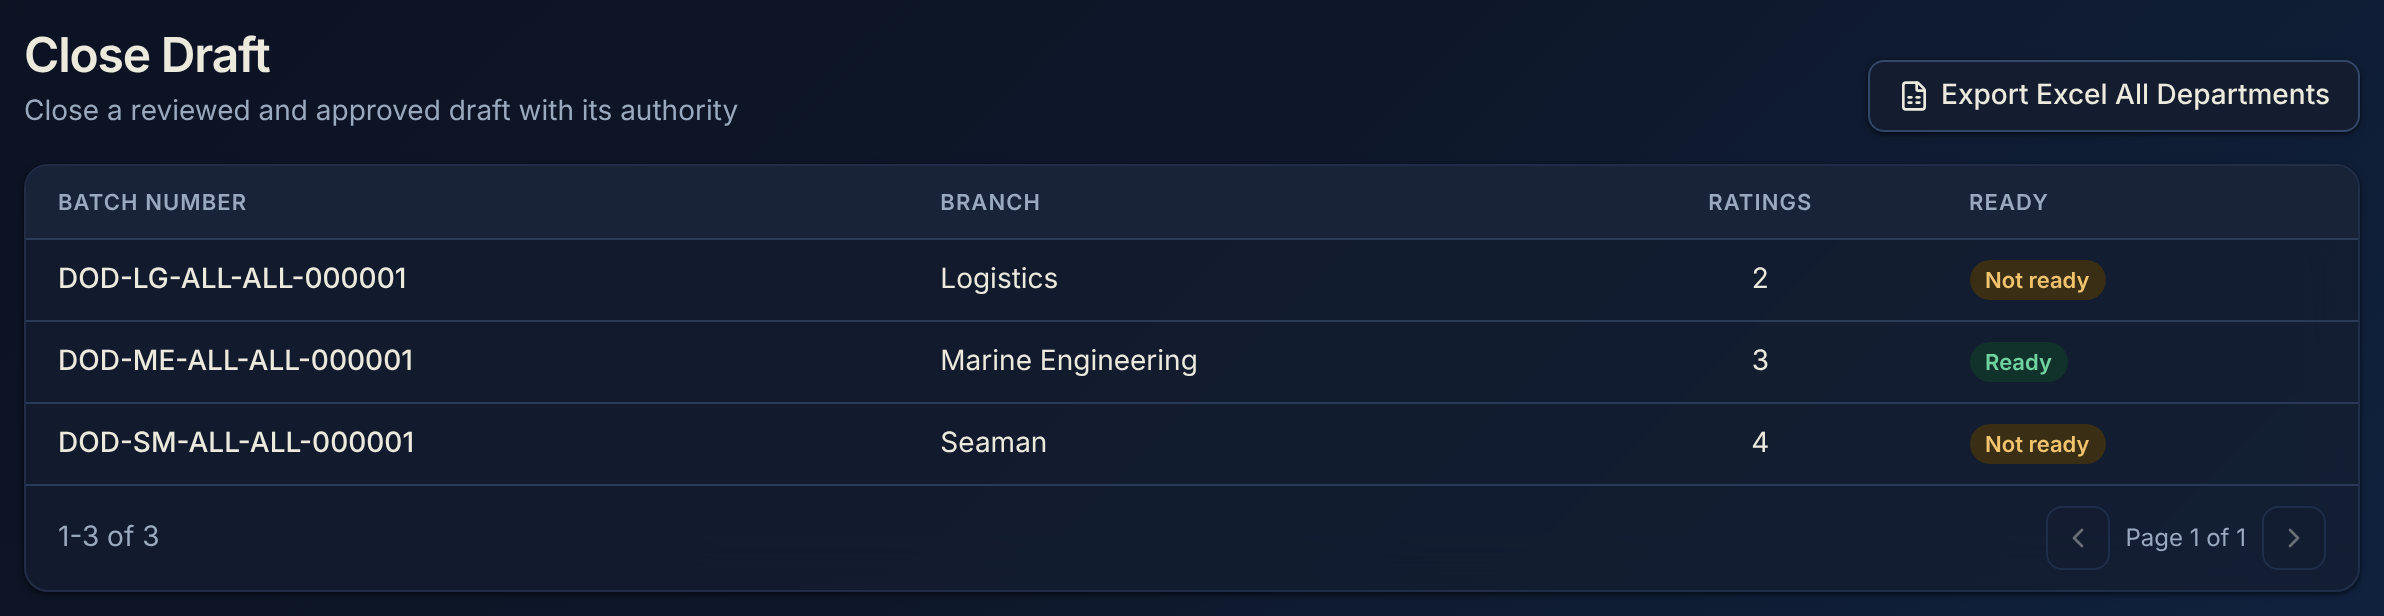 Close Draft
Close a reviewed and approved draft with its authority
Export Excel All Departments
BATCH NUMBER BRANCH RATINGS READY
DOD-LG-ALL-ALL-000001 Logistics 2 Not ready
DOD-ME-ALL-ALL-000001 Marine Engineering 3 Ready
DOD-SM-ALL-ALL-000001 Seaman 4 Not ready
1-3 of 3 Page 1 of 1